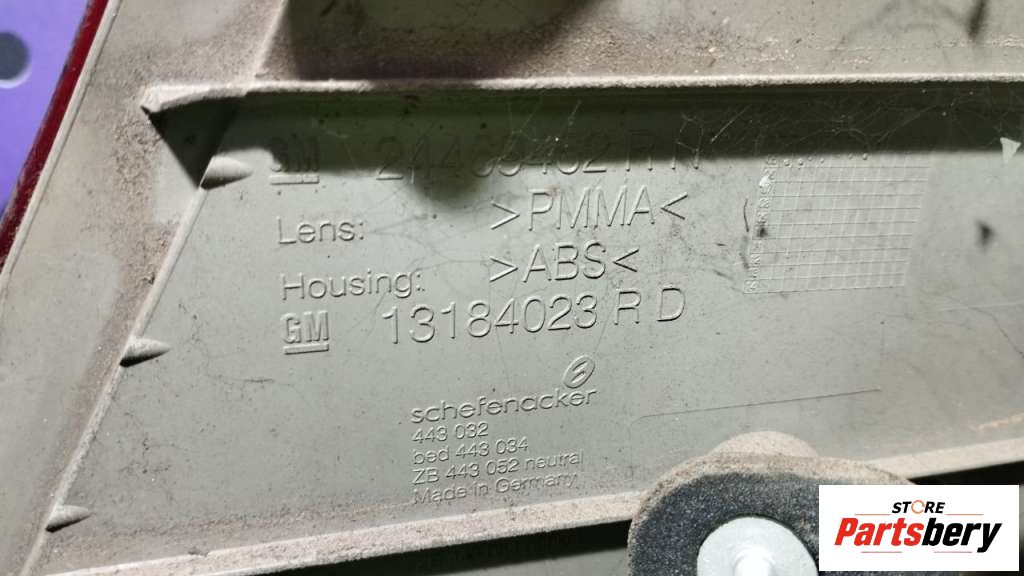 GM 24469462 R N
Lens: >PMMA<
Housing: >ABS<
GM 13184023 R D
schefenacker
443 032
bed 443 034
ZB 443 052 neutral
Made in Germany
STORE
Partsbery